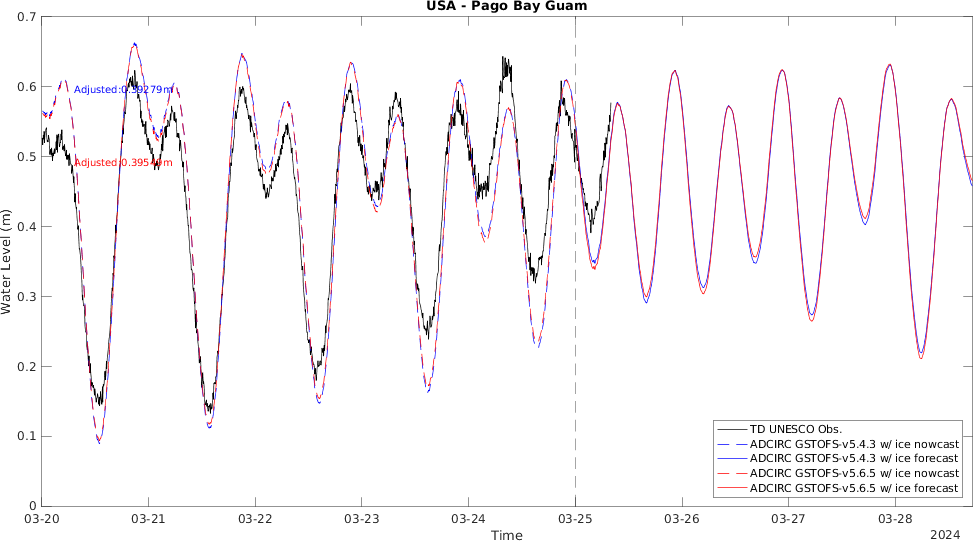 USA - Pago Bay Guam
0.7
0.6
0.5
0.4
0.3
0.2
0.1
0
Water Level (m)
Adjusted:0.39279m
TD UNESCO Obs.
ADCIRC GSTOFS-v5.4.3 w/ ice nowcast
ADCIRC GSTOFS-v5.4.3 w/ ice forecast
ADCIRC GSTOFS-v5.6.5 w/ ice nowcast
ADCIRC GSTOFS-v5.6.5 w/ ice forecast
03-20
03-21
03-22
03-23
03-24
03-25
03-26
03-27
03-28
Time
2024